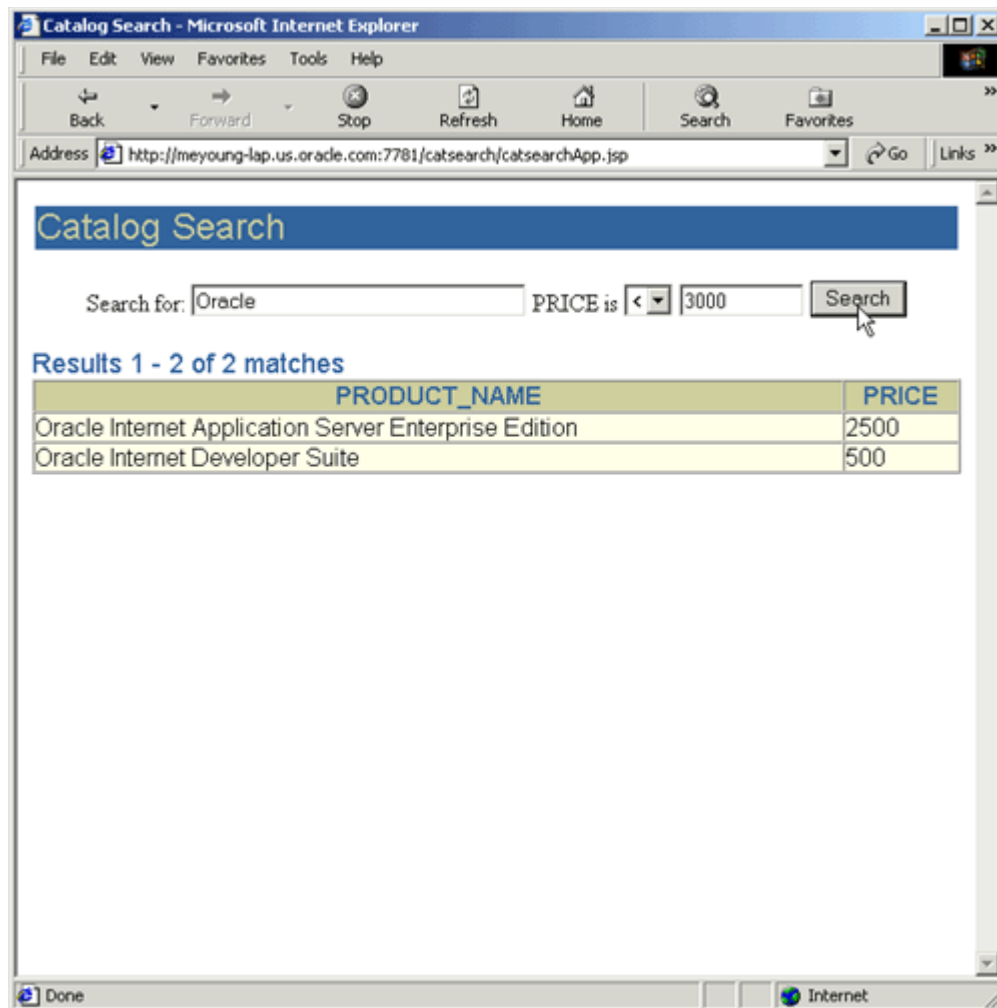 Catalog Search - Microsoft Internet Explorer
File Edit View Favorites Tools Help
Back Forward Stop Refresh Home Search Favorites »
Address http://meyoung-lap.us.oracle.com:7781/catsearch/catsearchApp.jsp Go Links »
Catalog Search
Search for: Oracle PRICE is < 3000 Search
Results 1 - 2 of 2 matches
PRODUCT_NAME PRICE
Oracle Internet Application Server Enterprise Edition 2500
Oracle Internet Developer Suite 500
Done Internet